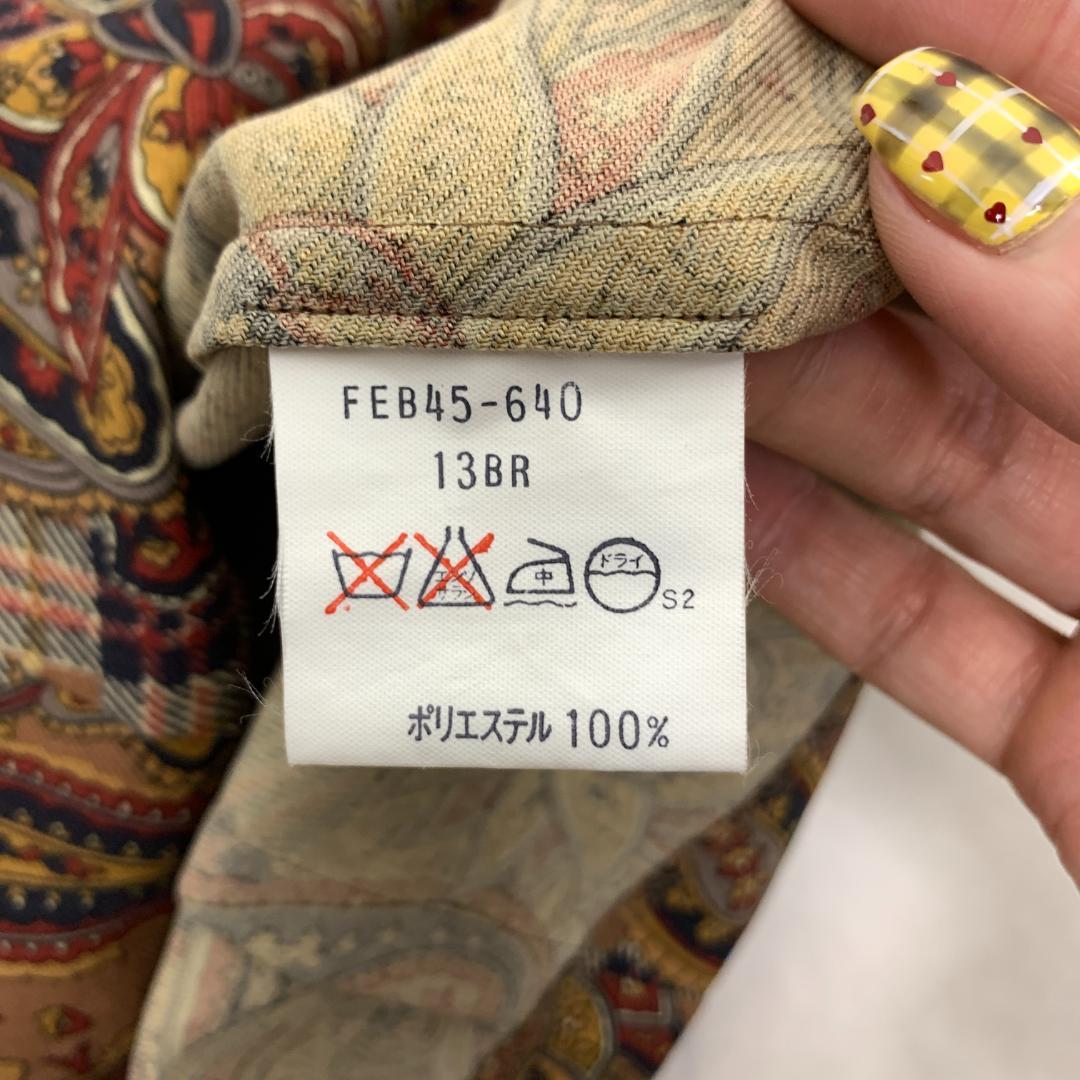 FEB45-640
13BR
エンソ
サラシ
中
ドライ
S2
ポリエステル 100%